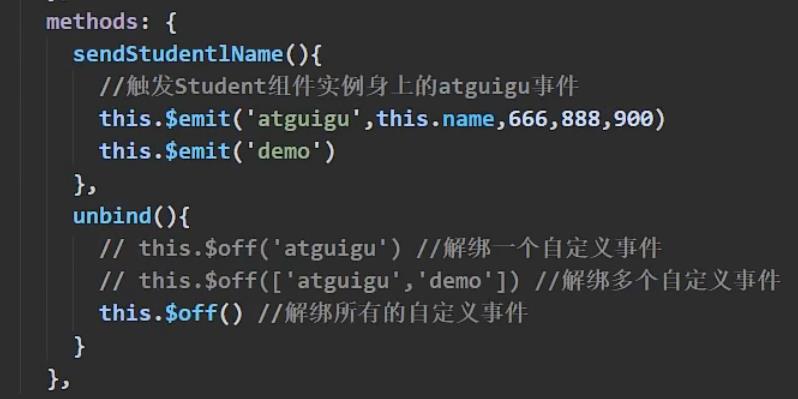 methods: {
sendStudentlName(){
//触发Student组件实例身上的atguigu事件
this.$emit('atguigu',this.name,666,888,900)
this.$emit('demo')
},
unbind(){
// this.$off('atguigu') //解绑一个自定义事件
// this.$off(['atguigu','demo']) //解绑多个自定义事件
this.$off() //解绑所有的自定义事件
}
},